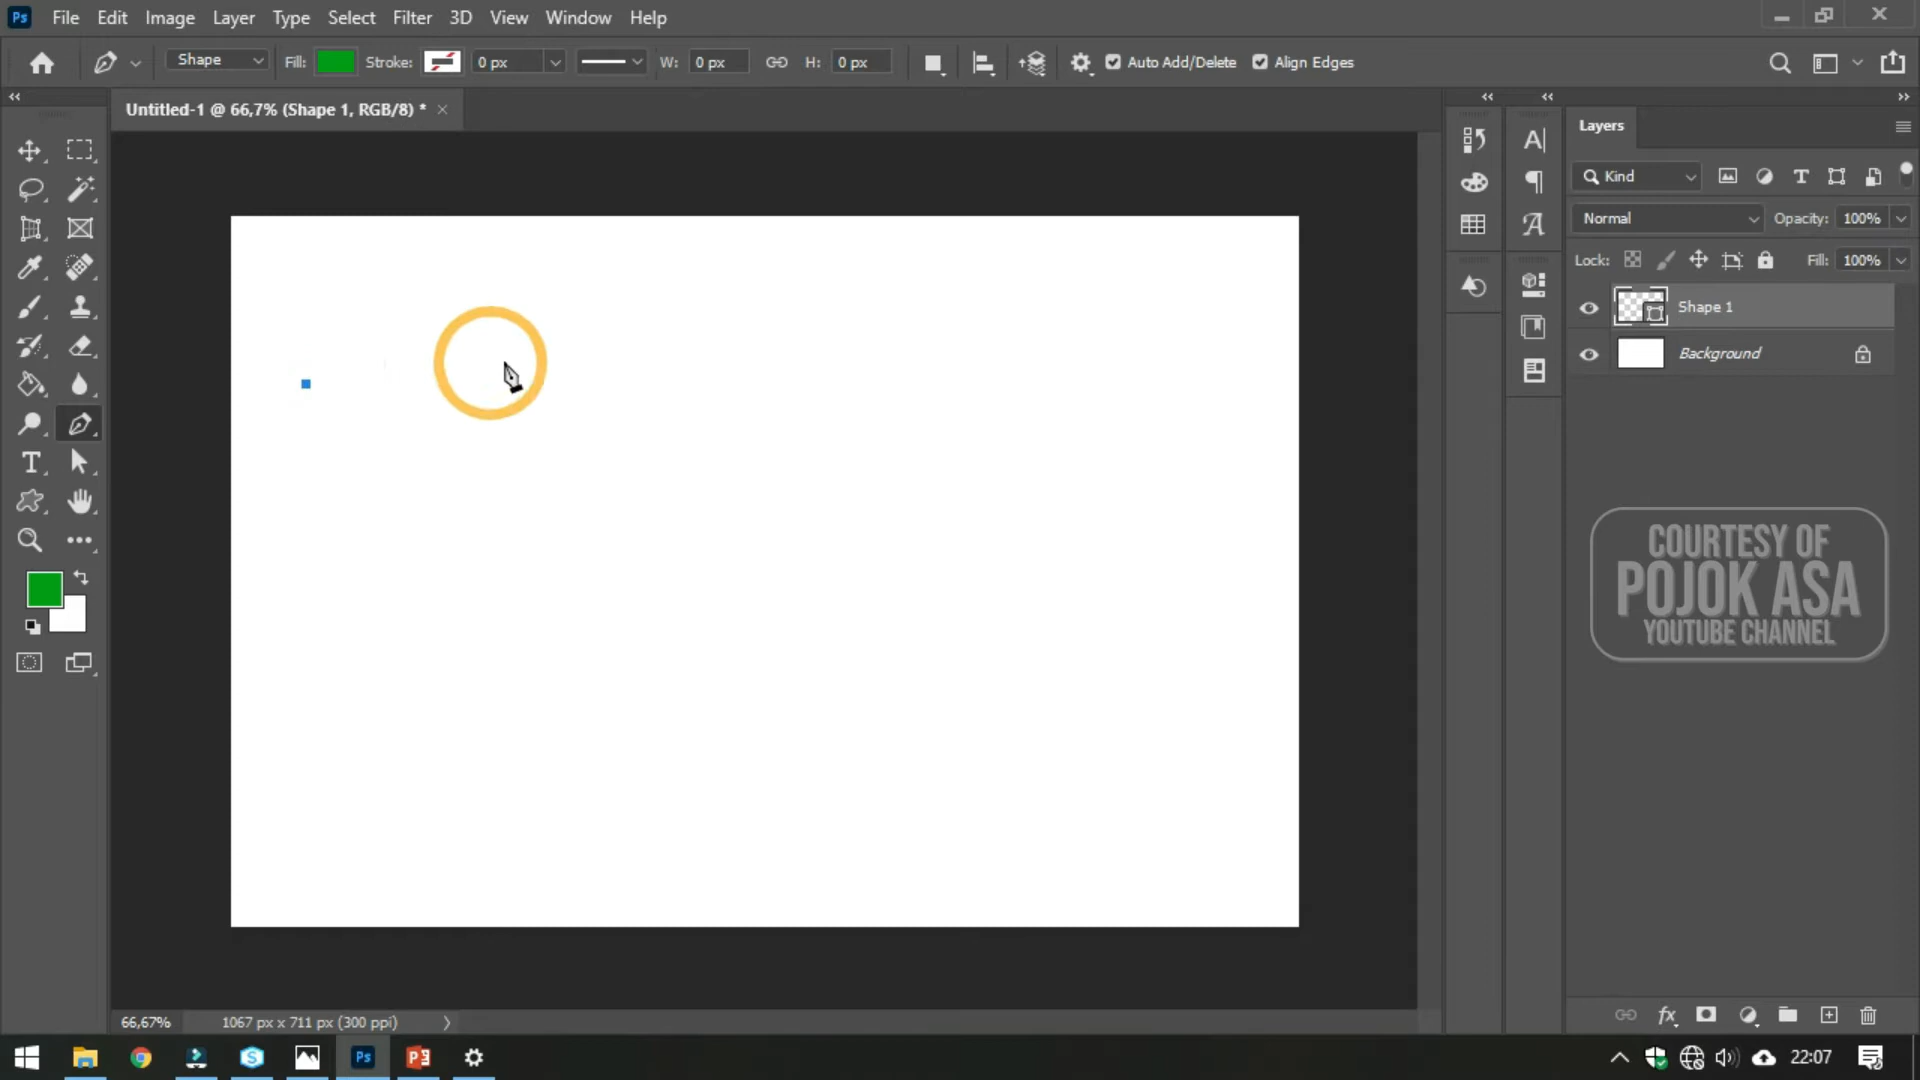 Ps File Edit Image Layer Type Select Filter 3D View Window Help
Shape Fill: Stroke: 0 px W: 0 px H: 0 px Auto Add/Delete Align Edges
Untitled-1 @ 66,7% (Shape 1, RGB/8) *
Layers
Kind
Normal Opacity: 100%
Lock: Fill: 100%
Shape 1
Background
COURTESY OF
POJOK ASA
YOUTUBE CHANNEL
66,67% 1067 px x 711 px (300 ppi)
22:07